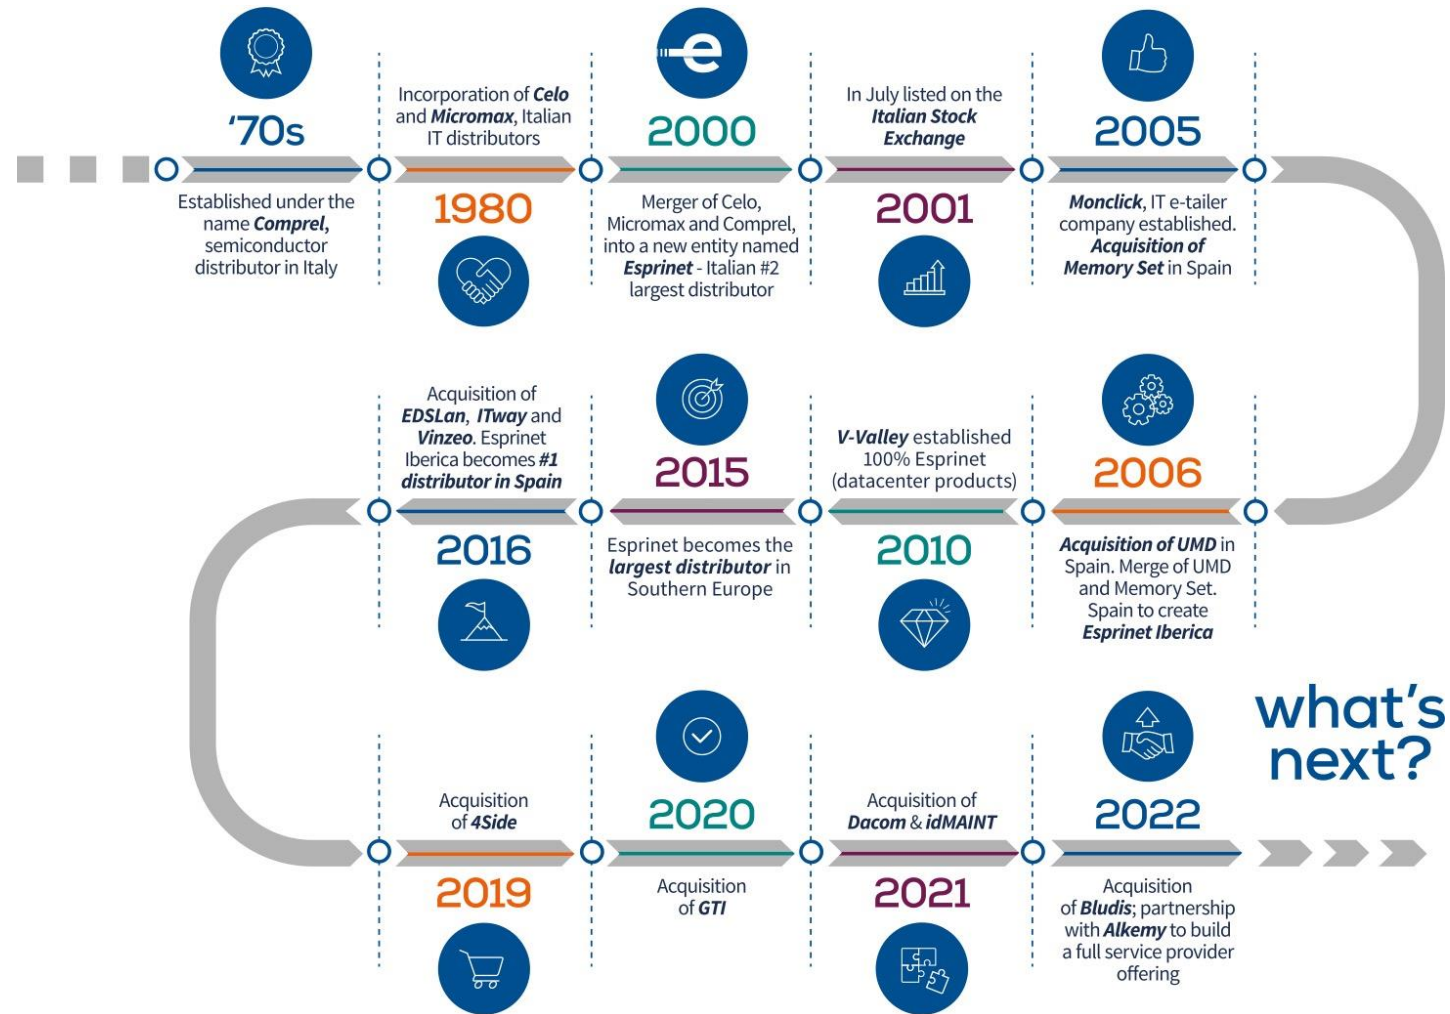 ‘70s
Established under the
name Comprel,
semiconductor
distributor in Italy
Incorporation of Celo
and Micromax, Italian
IT distributors
1980
e
2000
Merger of Celo,
Micromax and Comprel,
into a new entity named
Esprinet - Italian #2
largest distributor
In July listed on the
Italian Stock
Exchange
2001
2005
Monclick, IT e-tailer
company established.
Acquisition of
Memory Set in Spain
2006
Acquisition of UMD in
Spain. Merge of UMD
and Memory Set.
Spain to create
Esprinet Iberica
V-Valley established
100% Esprinet
(datacenter products)
2010
2015
Esprinet becomes the
largest distributor in
Southern Europe
Acquisition of
EDSLan, ITway and
Vinzeo. Esprinet
Iberica becomes #1
distributor in Spain
2016
Acquisition
of 4Side
2019
2020
Acquisition
of GTI
Acquisition of
Dacom & idMAINT
2021
2022
Acquisition
of Bludis; partnership
with Alkemy to build
a full service provider
offering
what’s
next?